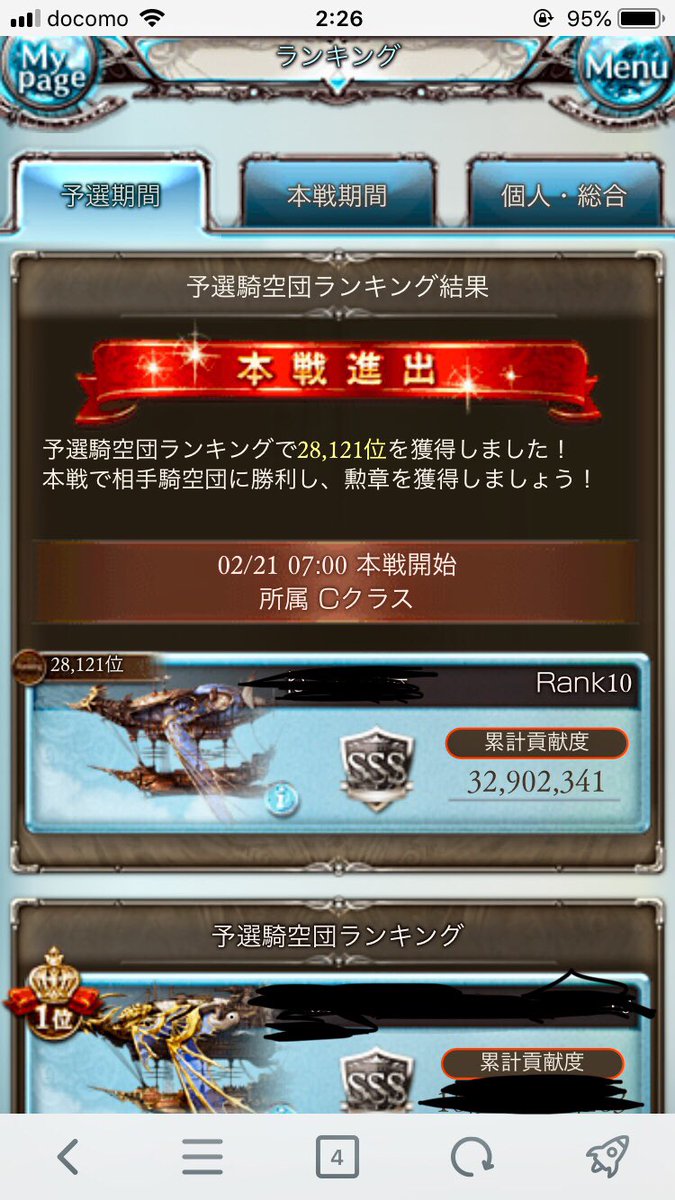 docomo
2:26
95%
My page
ランキング
Menu
予選期間
本戦期間
個人・総合
予選騎空団ランキング結果
本戦進出
予選騎空団ランキングで28,121位を獲得しました！
本戦で相手騎空団に勝利し、勲章を獲得しましょう！
02/21 07:00 本戦開始
所属 Cクラス
28,121位
Rank10
SSS
累計貢献度
32,902,341
予選騎空団ランキング
1位
SSS
累計貢献度
4